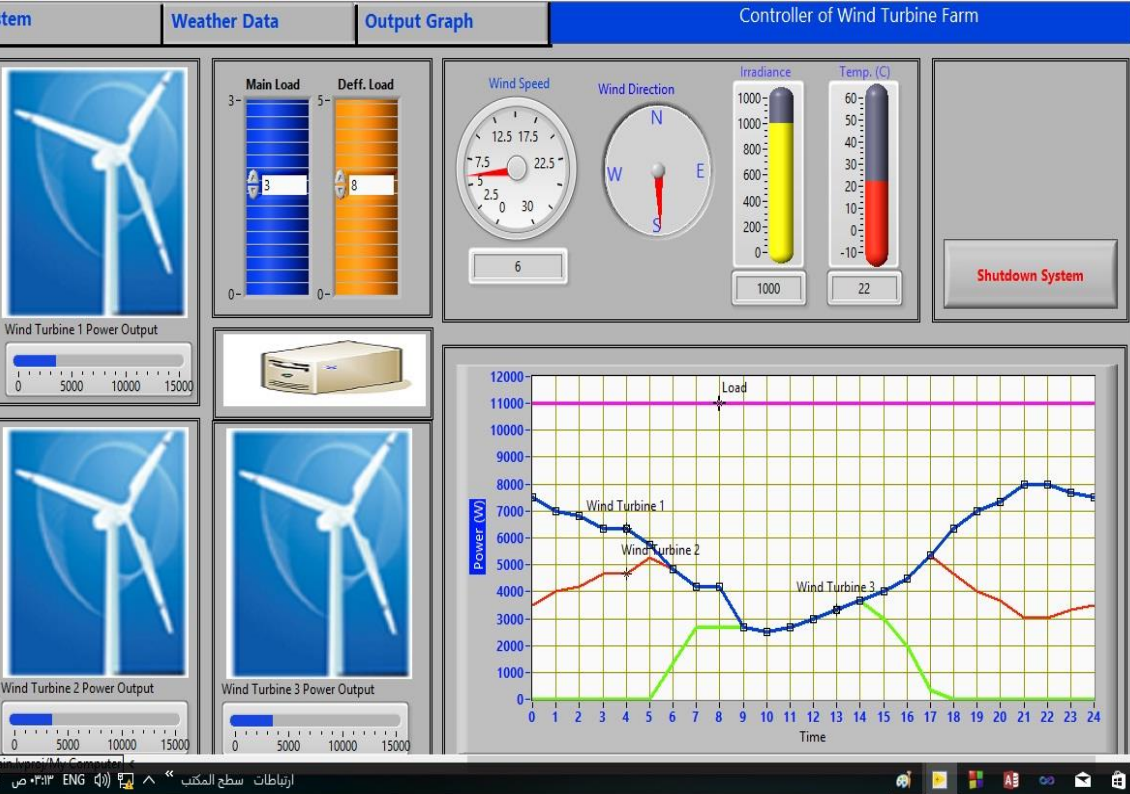 stem
Weather Data
Output Graph
Controller of Wind Turbine Farm
Main Load
Deff. Load
3
0
3
5
0
8
Wind Speed
0
2.5
5
7.5
12.5
17.5
22.5
30
6
Wind Direction
N
W
E
S
Irradiance
1000
1000
800
600
400
200
0
1000
Temp. (C)
60
50
40
30
20
10
0
-10
22
Shutdown System
Wind Turbine 1 Power Output
0 5000 10000 15000
Wind Turbine 2 Power Output
0 5000 10000 15000
Wind Turbine 3 Power Output
0 5000 10000 15000
Power (W)
12000
11000
10000
9000
8000
7000
6000
5000
4000
3000
2000
1000
0
Load
Wind Turbine 1
Wind Turbine 2
Wind Turbine 3
0 1 2 3 4 5 6 7 8 9 10 11 12 13 14 15 16 17 18 19 20 21 22 23 24
Time
ain.lvproj/My Computer
٠٣:١٣ ص
ENG
سطح المكتب
ارتباطات